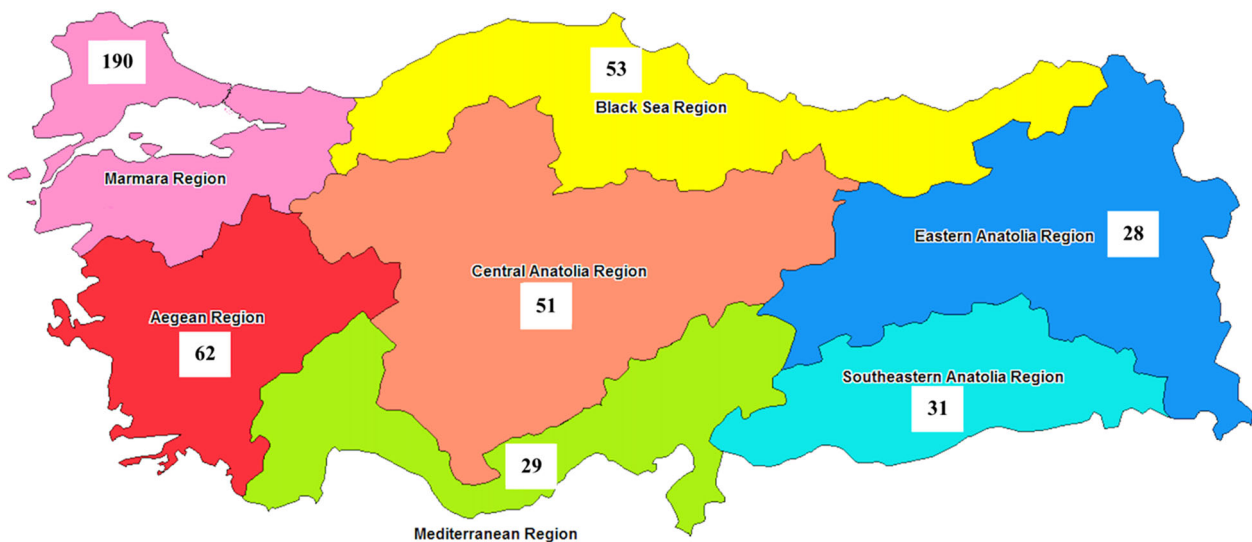 190
53
Black Sea Region
Marmara Region
28
Eastern Anatolia Region
Central Anatolia Region
51
Aegean Region
62
Southeastern Anatolia Region
31
29
Mediterranean Region